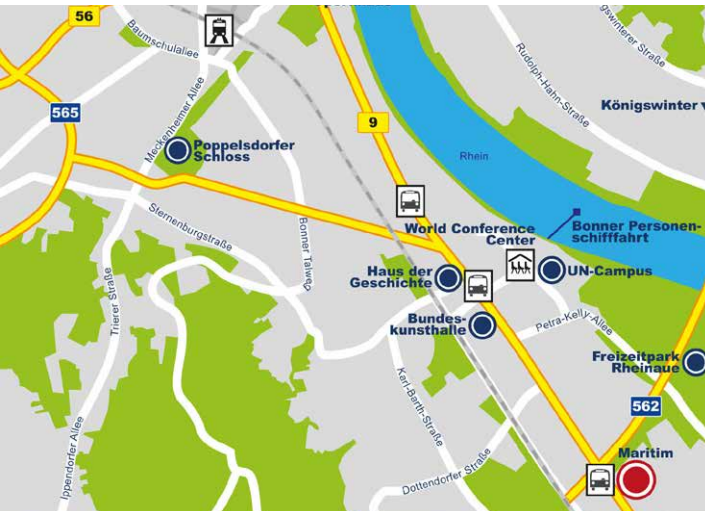 56
Baumschulallee
565
Meckenheimer Allee
Poppelsdorfer
Schloss
9
Rhein
Rudolph-Hahn-Straße
Königswinter
World Conference
Center
Bonner Personen-
schifffahrt
Sternenburgstraße
Bonner Talweg
Haus der
Geschichte
UN-Campus
Bundes-
kunsthalle
Petra-Kelly-Allee
Trierer Straße
Freizeitpark
Rheinaue
Karl-Barth-Straße
562
Ippendorfer Allee
Dottendorfer Straße
Maritim